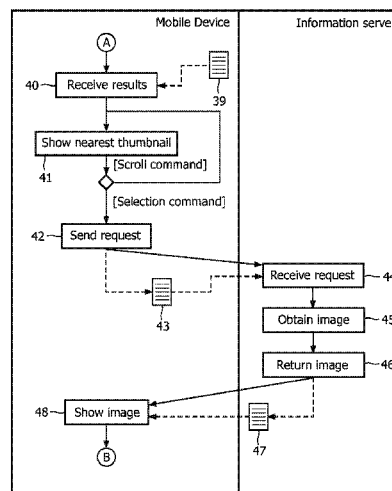 Mobile Device
Information serve
A
40
Receive results
39
Show nearest thumbnail
41
[Scroll command]
[Selection command]
42
Send request
43
Receive request
44
Obtain image
45
Return image
46
48
Show image
47
B